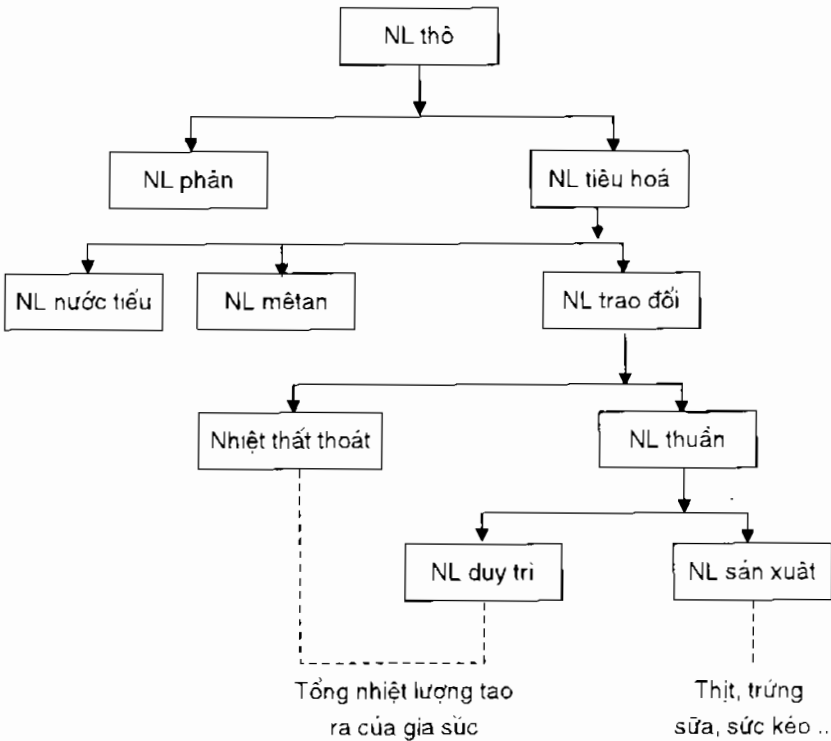 NL thô
NL phân
NL tiêu hoá
NL nước tiểu
NL mêtan
NL trao đổi
Nhiệt thất thoát
NL thuần
NL duy trì
NL sản xuất
Tổng nhiệt lượng tạo
ra của gia súc
Thịt, trứng
sữa, sức kéo ..